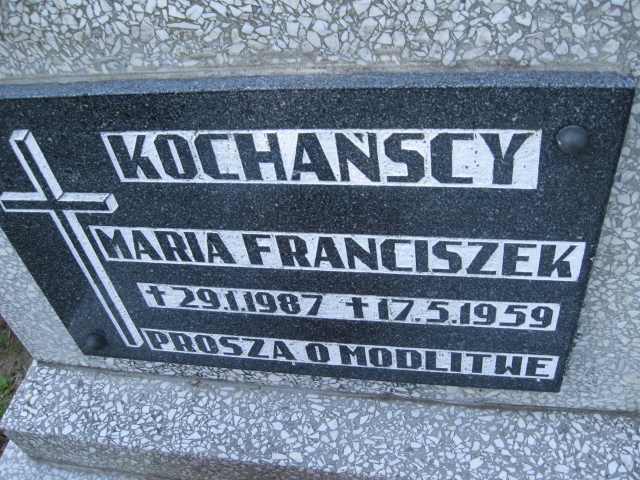 KOCHAŃSCY
MARIA FRANCISZEK
✝29.1.1987 ✝17.5.1959
PROSZĄ O MODLITWĘ